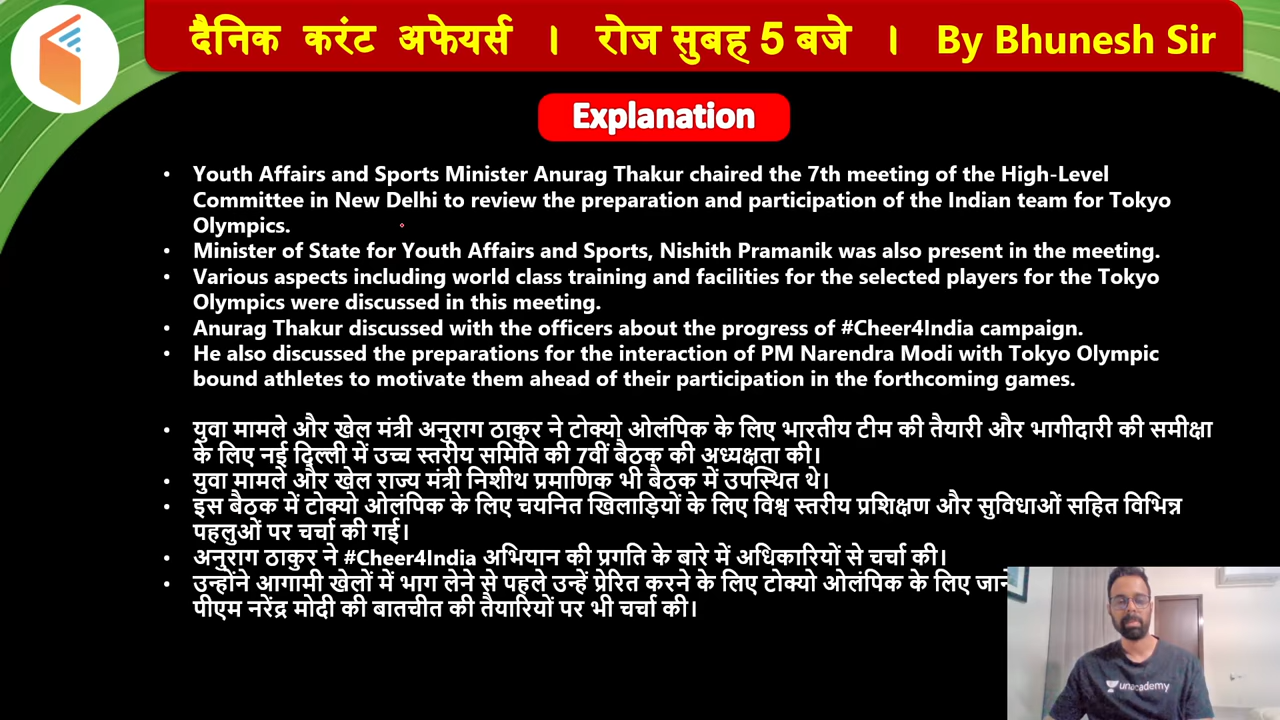 दैनिक करंट अफेयर्स । रोज सुबह 5 बजे । By Bhunesh Sir
Explanation
• Youth Affairs and Sports Minister Anurag Thakur chaired the 7th meeting of the High-Level
Committee in New Delhi to review the preparation and participation of the Indian team for Tokyo
Olympics.
• Minister of State for Youth Affairs and Sports, Nishith Pramanik was also present in the meeting.
• Various aspects including world class training and facilities for the selected players for the Tokyo
Olympics were discussed in this meeting.
• Anurag Thakur discussed with the officers about the progress of #Cheer4India campaign.
• He also discussed the preparations for the interaction of PM Narendra Modi with Tokyo Olympic
bound athletes to motivate them ahead of their participation in the forthcoming games.
• युवा मामले और खेल मंत्री अनुराग ठाकुर ने टोक्यो ओलंपिक के लिए भारतीय टीम की तैयारी और भागीदारी की समीक्षा
के लिए नई दिल्ली में उच्च स्तरीय समिति की 7वीं बैठक की अध्यक्षता की।
• युवा मामले और खेल राज्य मंत्री निशीथ प्रमाणिक भी बैठक में उपस्थित थे।
• इस बैठक में टोक्यो ओलंपिक के लिए चयनित खिलाड़ियों के लिए विश्व स्तरीय प्रशिक्षण और सुविधाओं सहित विभिन्न
पहलुओं पर चर्चा की गई।
• अनुराग ठाकुर ने #Cheer4India अभियान की प्रगति के बारे में अधिकारियों से चर्चा की।
• उन्होंने आगामी खेलों में भाग लेने से पहले उन्हें प्रेरित करने के लिए टोक्यो ओलंपिक के लिए
पीएम नरेंद्र मोदी की बातचीत की तैयारियों पर भी चर्चा की।
unacademy